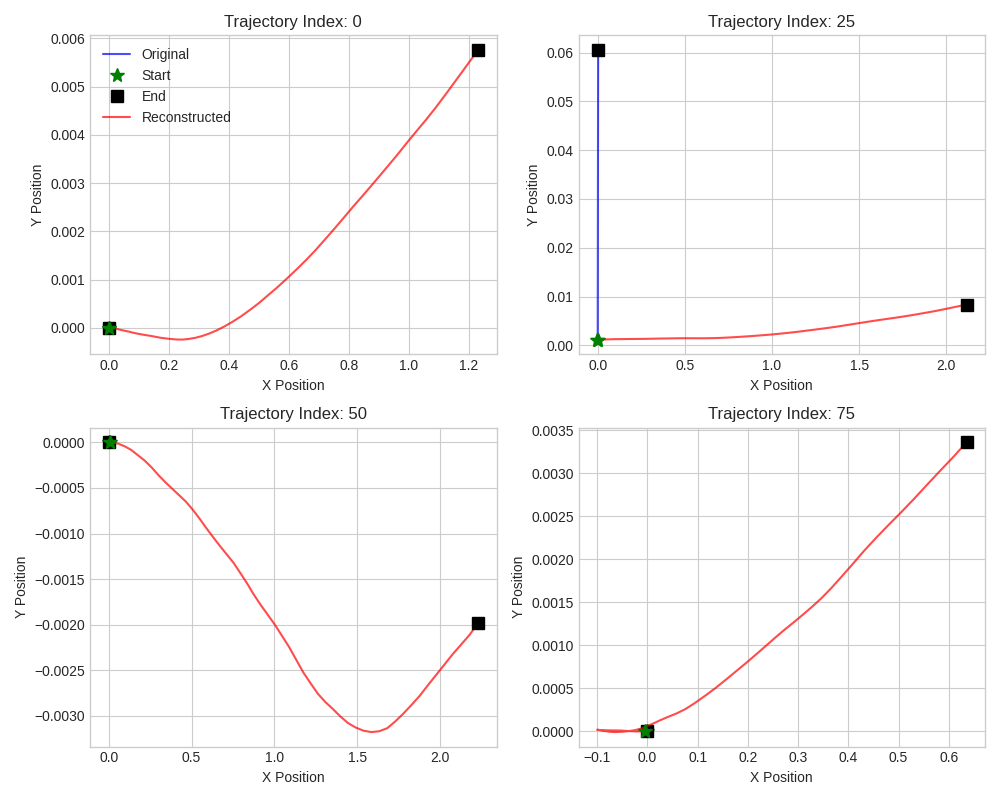 Trajectory Index: 0
0.006
0.005
0.004
0.003
0.002
0.001
0.000
Y Position
Original
Start
End
Reconstructed
0.0 0.2 0.4 0.6 0.8 1.0 1.2
X Position
Trajectory Index: 25
0.06
0.05
0.04
0.03
0.02
0.01
0.00
Y Position
0.0 0.5 1.0 1.5 2.0
X Position
Trajectory Index: 50
0.0000
−0.0005
−0.0010
−0.0015
−0.0020
−0.0025
−0.0030
Y Position
0.0 0.5 1.0 1.5 2.0
X Position
Trajectory Index: 75
0.0035
0.0030
0.0025
0.0020
0.0015
0.0010
0.0005
0.0000
Y Position
−0.1 0.0 0.1 0.2 0.3 0.4 0.5 0.6
X Position